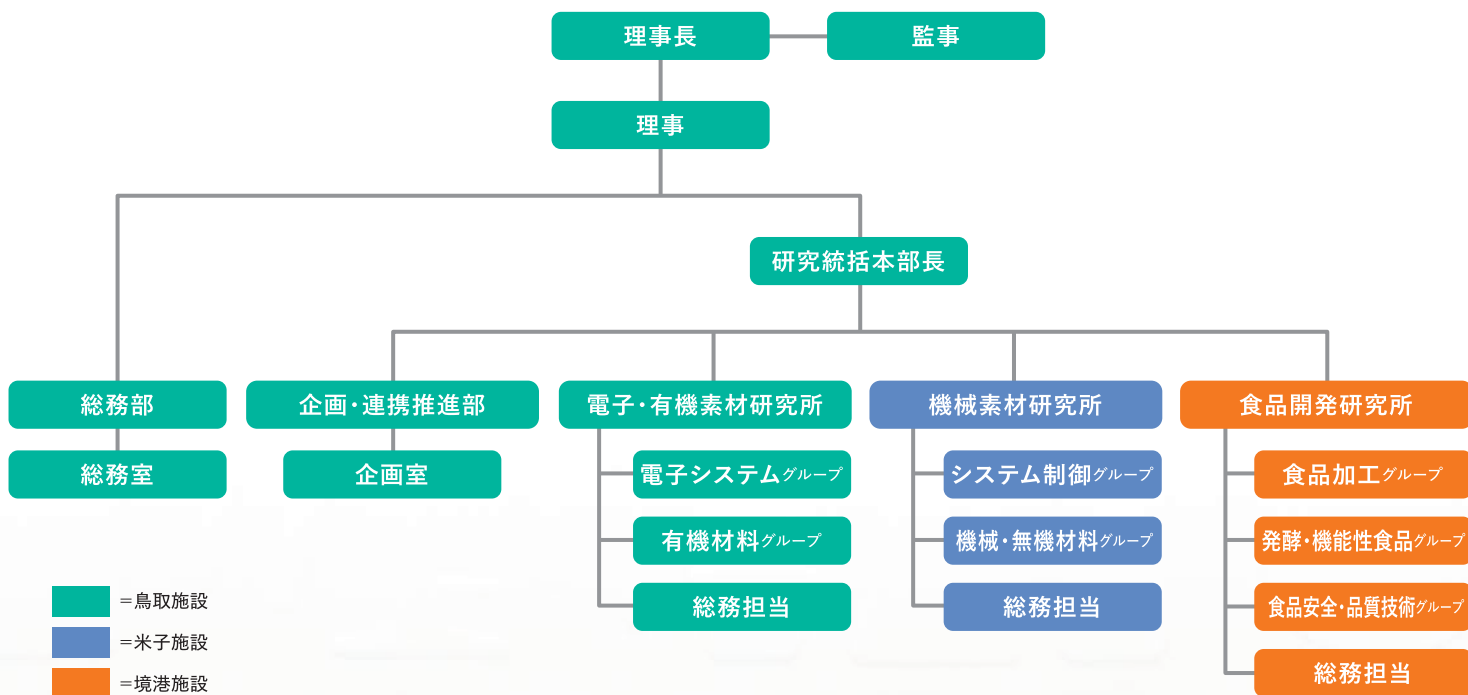 理事長
監事
理事
研究統括本部長
総務部
企画・連携推進部
電子・有機素材研究所
機械素材研究所
食品開発研究所
総務室
企画室
電子システムグループ
システム制御グループ
食品加工グループ
有機材料グループ
機械・無機材料グループ
発酵・機能性食品グループ
総務担当
総務担当
食品安全・品質技術グループ
総務担当
=鳥取施設
=米子施設
=境港施設